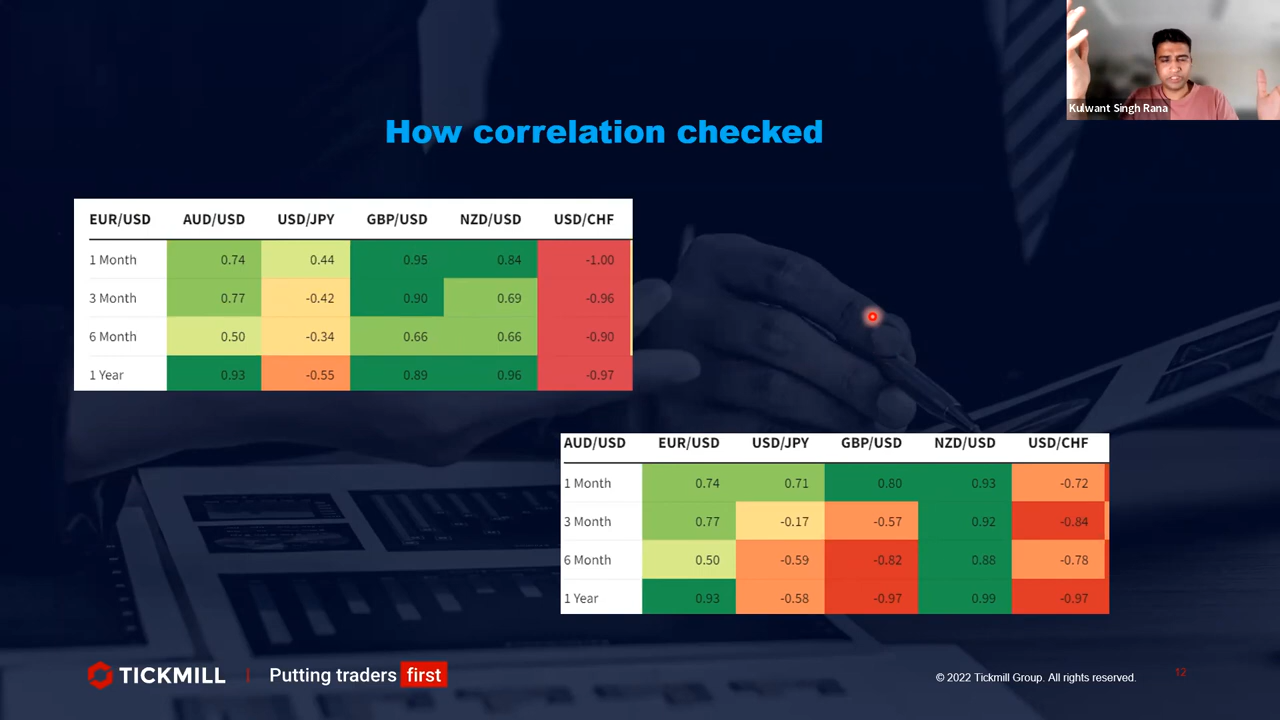 Kulwant Singh Rana
How correlation checked
EUR/USD AUD/USD USD/JPY GBP/USD NZD/USD USD/CHF
1 Month 0.74 0.44 0.95 0.84 -1.00
3 Month 0.77 -0.42 0.90 0.69 -0.96
6 Month 0.50 -0.34 0.66 0.66 -0.90
1 Year 0.93 -0.55 0.89 0.96 -0.97
AUD/USD EUR/USD USD/JPY GBP/USD NZD/USD USD/CHF
1 Month 0.74 0.71 0.80 0.93 -0.72
3 Month 0.77 -0.17 -0.57 0.92 -0.84
6 Month 0.50 -0.59 -0.82 0.88 -0.78
1 Year 0.93 -0.58 -0.97 0.99 -0.97
TICKMILL | Putting traders first
© 2022 Tickmill Group. All rights reserved.
12